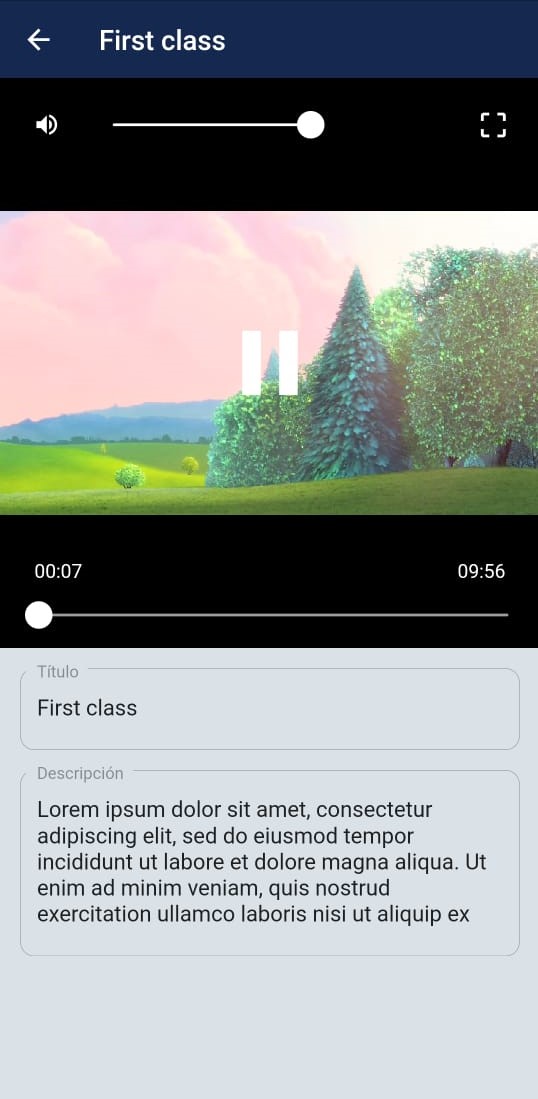 First class
00:07 09:56
Título
First class
Descripción
Lorem ipsum dolor sit amet, consectetur
adipiscing elit, sed do eiusmod tempor
incididunt ut labore et dolore magna aliqua. Ut
enim ad minim veniam, quis nostrud
exercitation ullamco laboris nisi ut aliquip ex